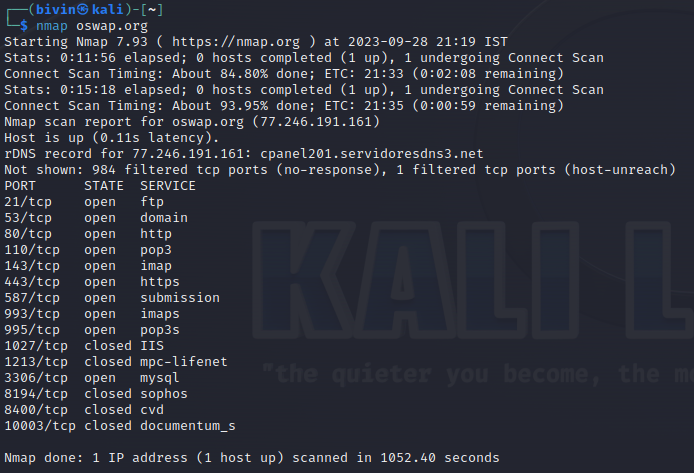 ┌──(bivin㉿kali)-[~]
└─$ nmap oswap.org
Starting Nmap 7.93 ( https://nmap.org ) at 2023-09-28 21:19 IST
Stats: 0:11:56 elapsed; 0 hosts completed (1 up), 1 undergoing Connect Scan
Connect Scan Timing: About 84.80% done; ETC: 21:33 (0:02:08 remaining)
Stats: 0:15:18 elapsed; 0 hosts completed (1 up), 1 undergoing Connect Scan
Connect Scan Timing: About 93.95% done; ETC: 21:35 (0:00:59 remaining)
Nmap scan report for oswap.org (77.246.191.161)
Host is up (0.11s latency).
rDNS record for 77.246.191.161: cpanel201.servidoresdns3.net
Not shown: 984 filtered tcp ports (no-response), 1 filtered tcp ports (host-unreach)
PORT      STATE  SERVICE
21/tcp    open   ftp
53/tcp    open   domain
80/tcp    open   http
110/tcp   open   pop3
143/tcp   open   imap
443/tcp   open   https
587/tcp   open   submission
993/tcp   open   imaps
995/tcp   open   pop3s
1027/tcp  closed IIS
1213/tcp  closed mpc-lifenet
3306/tcp  open   mysql
8194/tcp  closed sophos
8400/tcp  closed cvd
10003/tcp closed documentum_s
Nmap done: 1 IP address (1 host up) scanned in 1052.40 seconds
KALI L
"the quieter you become, the mo